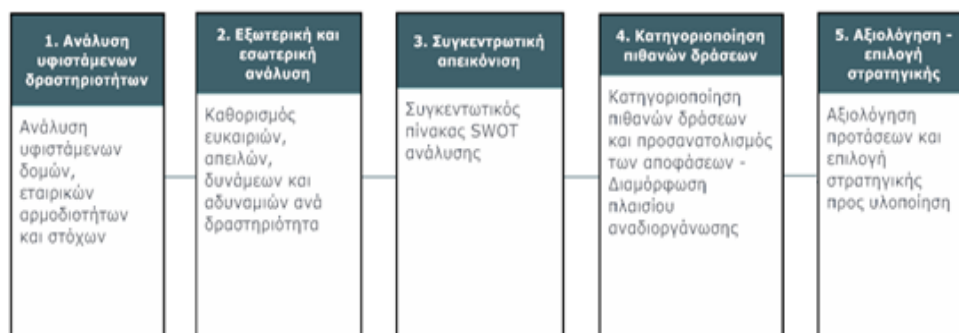 1. Ανάλυση
υφιστάμενων
δραστηριοτήτων
Ανάλυση
υφιστάμενων
δομών,
εταιρικών
αρμοδιοτήτων
και στόχων
2. Εξωτερική και
εσωτερική
ανάλυση
Καθορισμός
ευκαιριών,
απειλών,
δυνάμεων και
αδυναμιών ανά
δραστηριότητα
3. Συγκεντρωτική
απεικόνιση
Συγκεντωτικός
πίνακας SWOT
ανάλυσης
4. Κατηγοριοποίηση
πιθανών δράσεων
Κατηγοριοποίηση
πιθανών δράσεων
και προσανατολισμός
των αποφάσεων -
Διαμόρφωση
πλαισίου
αναδιοργάνωσης
5. Αξιολόγηση -
επιλογή
στρατηγικής
Αξιολόγηση
προτάσεων και
επιλογή
στρατηγικής
προς υλοποίηση